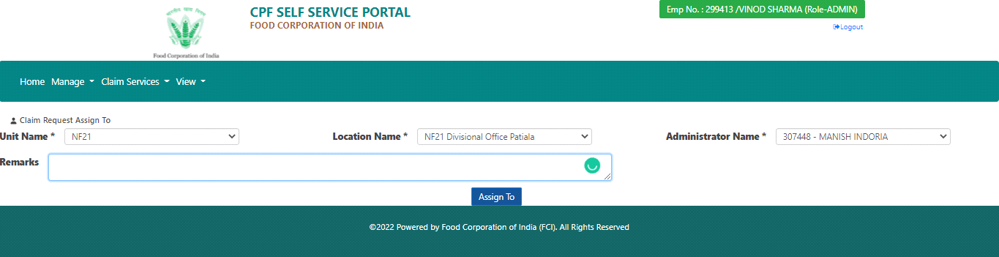 CPF SELF SERVICE PORTAL
FOOD CORPORATION OF INDIA
Food Corporation of India
Emp No. : 299413 /VINOD SHARMA (Role-ADMIN)
Logout
Home Manage Claim Services View
Claim Request Assign To
Unit Name * NF21 Location Name * NF21 Divisional Office Patiala Administrator Name * 307448 - MANISH INDORIA
Remarks
Assign To
©2022 Powered by Food Corporation of India (FCI). All Rights Reserved